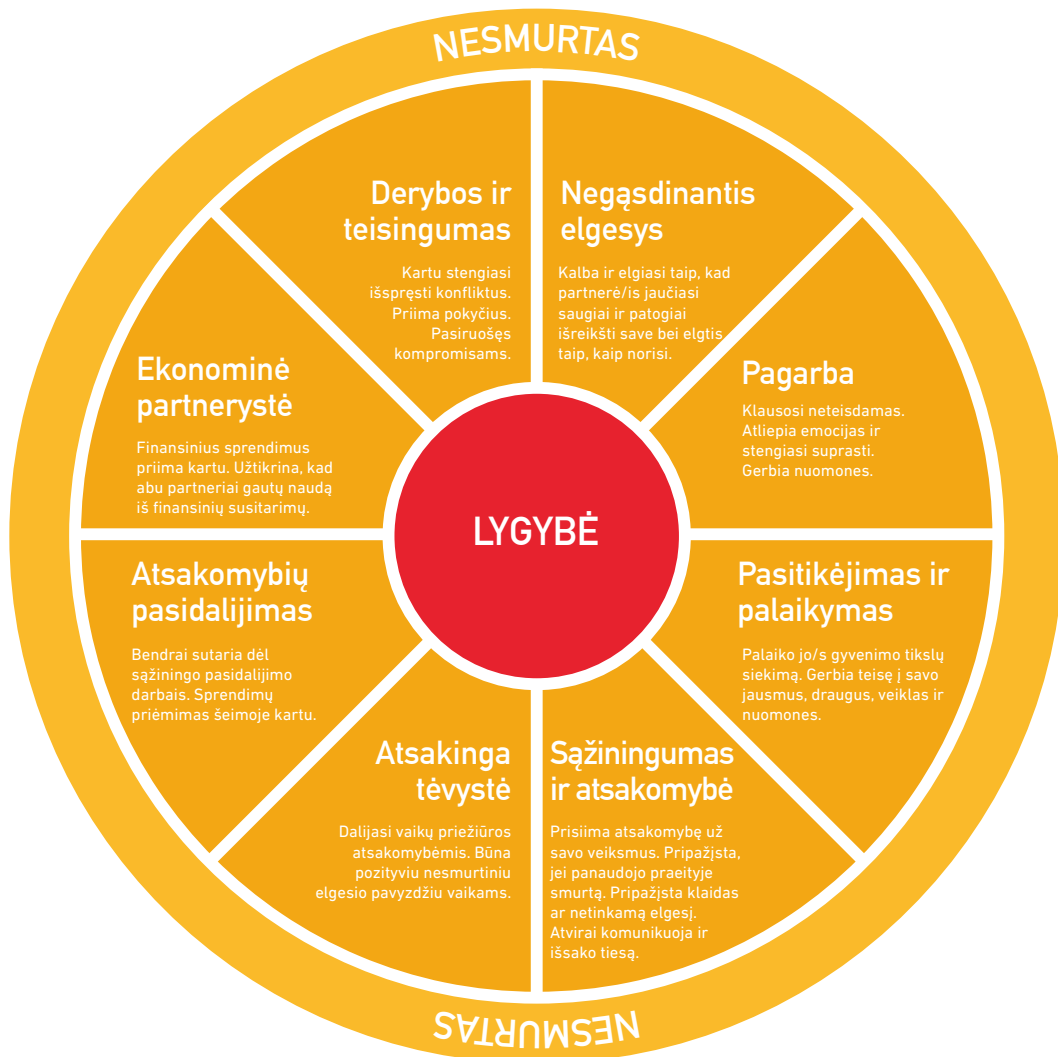 NESMURTAS
Derybos ir
teisingumas
Kartu stengiasi
išspręsti konfliktus.
Priima pokyčius.
Pasiruošęs
kompromisams.
Negąsdinantis
elgesys
Kalba ir elgiasi taip, kad
partnerė/is jaučiasi
saugiai ir patogiai
išreikšti save bei elgtis
taip, kaip norisi.
Ekonominė
partnerystė
Finansinius sprendimus
priima kartu. Užtikrina, kad
abu partneriai gautų naudą
iš finansinių susitarimų.
Pagarba
Klausosi neteisdamas.
Atliepia emocijas ir
stengiasi suprasti.
Gerbia nuomones.
LYGYBĖ
Atsakomybių
pasidalijimas
Bendrai sutaria dėl
sąžiningo pasidalijimo
darbais. Sprendimų
priėmimas šeimoje kartu.
Pasitikėjimas ir
palaikymas
Palaiko jo/s gyvenimo tikslų
siekimą. Gerbia teisę į savo
jausmus, draugus, veiklas ir
nuomones.
Atsakinga
tėvystė
Dalijasi vaikų priežiūros
atsakomybėmis. Būna
pozityviu nesmurtiniu
elgesio pavyzdžiu vaikams.
Sąžiningumas
ir atsakomybė
Prisiima atsakomybę už
savo veiksmus. Pripažįsta,
jei panaudojo praeityje
smurtą. Pripažįsta klaidas
ar netinkamą elgesį.
Atvirai komunikuoja ir
išsako tiesą.
NESMURTAS